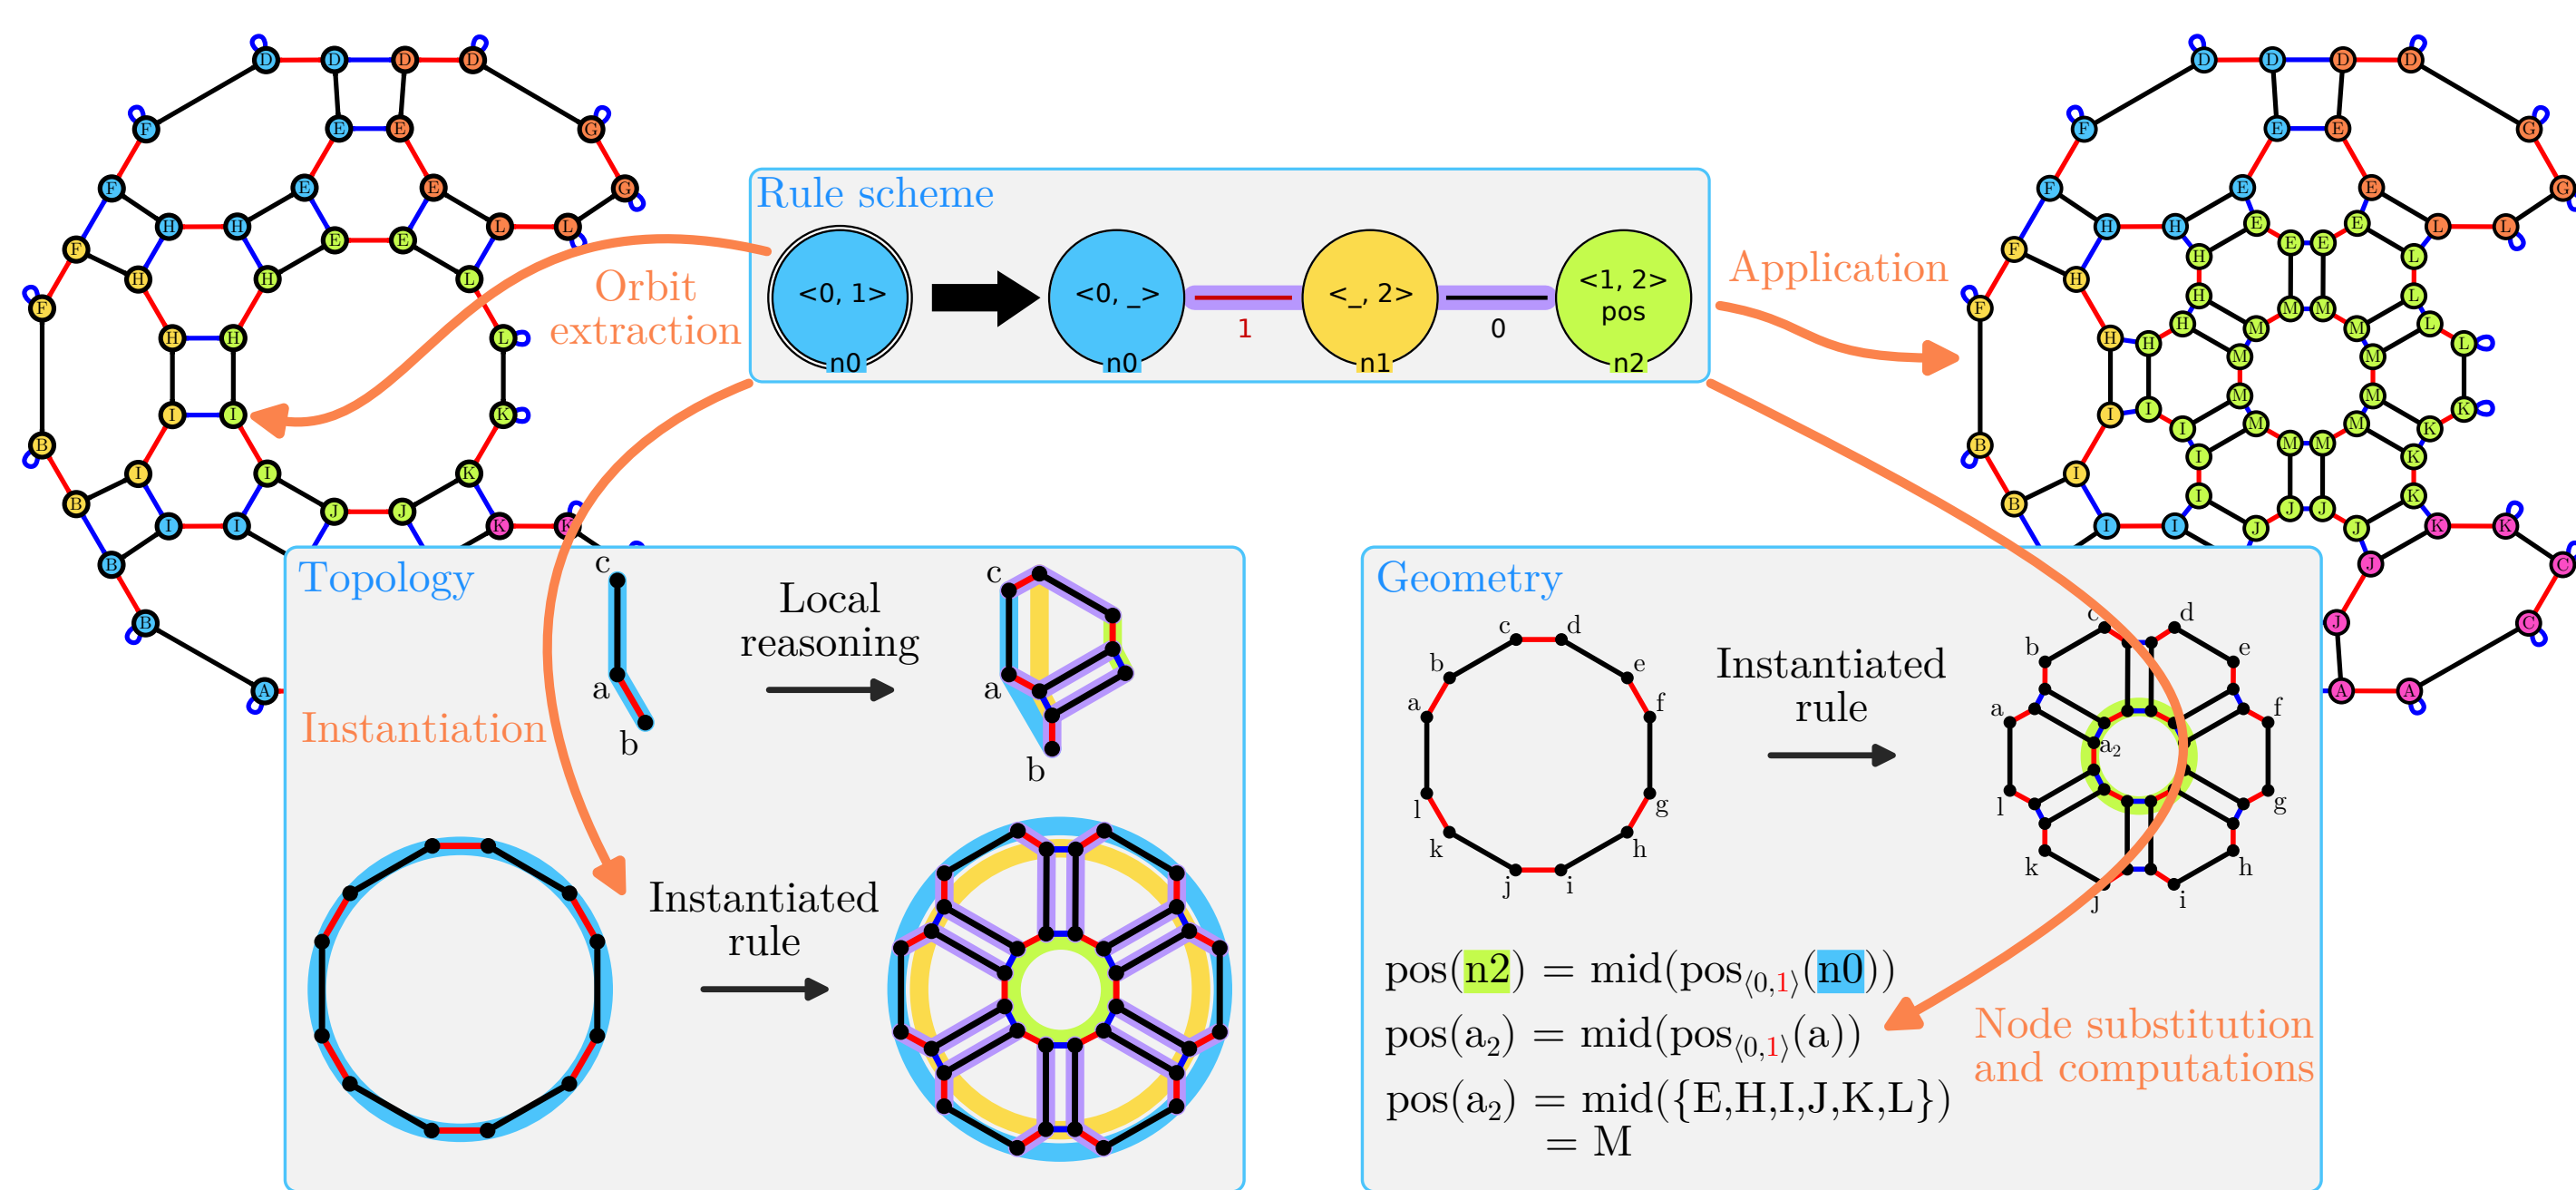 D D D D
F E E G
F E E G
H H L L
F E E
H H L
F H H L
B I I K
B I I K
J J
I I K K
B
B
A
Rule scheme
<0, 1>
n0
<0, _>
n0
1
<_, 2>
n1
0
<1, 2>
pos
n2
Orbit
extraction
Application
D D D D
F E E G
F E E G
H H E E L L
F E E
H H L
F H H H M M L L
H M M L L
M M
B I I M M K
I M M M M K
B I I K
I K
I I J J J J K K
J C
J C
A A
Topology
c
a
b
Local
reasoning
c
a
b
Instantiation
Instantiated
rule
Geometry
c d
b e
a f
l g
k h
j i
Instantiated
rule
c d
b e
a f
a2
l g
k h
j i
pos(n2) = mid(pos⟨0,1⟩(n0))
pos(a2) = mid(pos⟨0,1⟩(a))
pos(a2) = mid({E,H,I,J,K,L})
= M
Node substitution
and computations